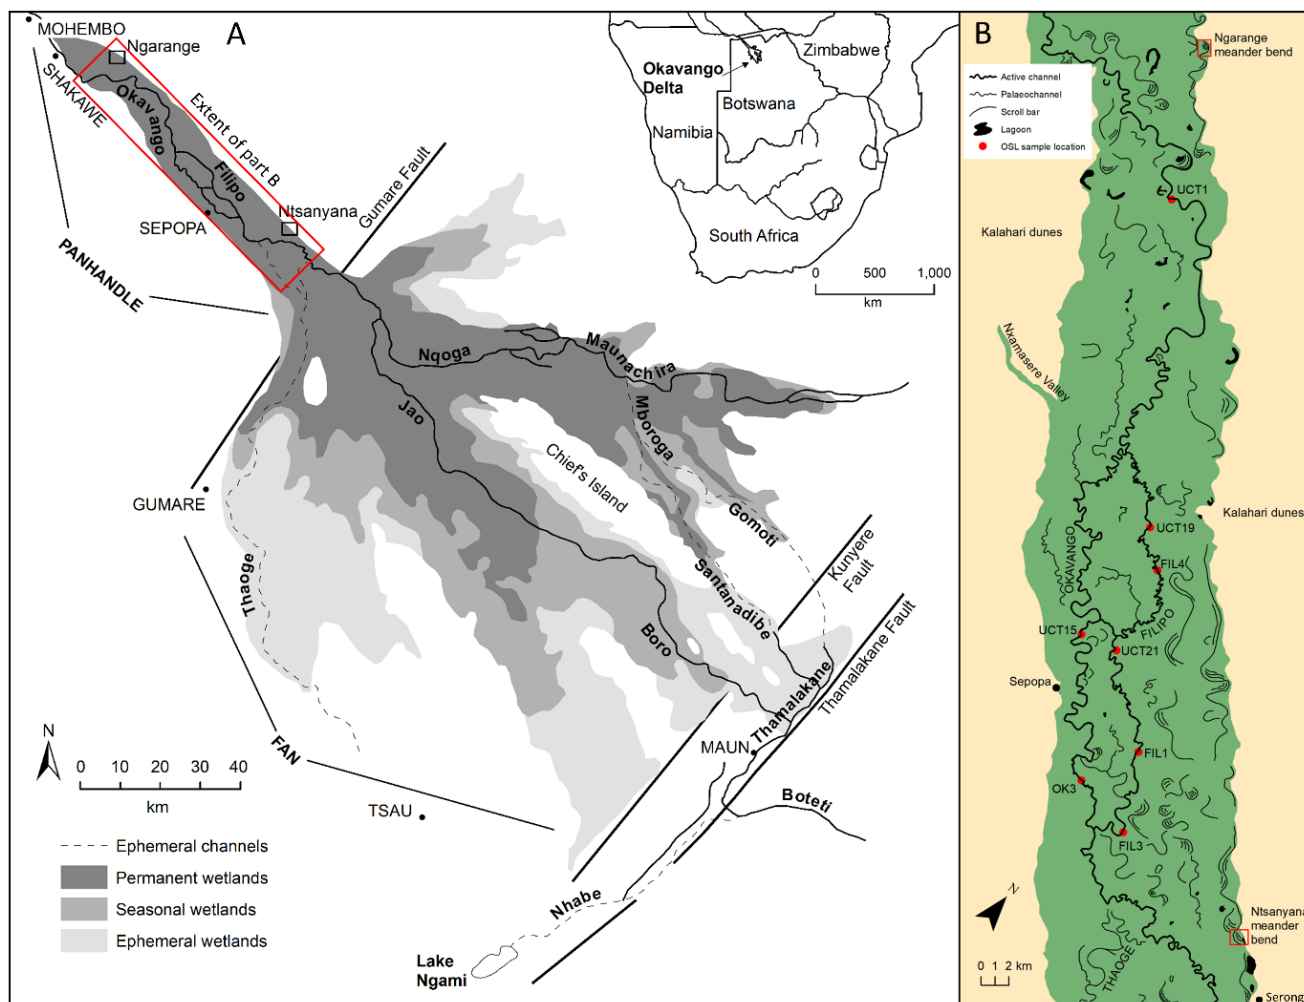 A
MOHEMBO
Ngarange
SHAKAWE
Okavango
Filipo
Extent of part B
Ntsanyana
SEPOPA
Gumare Fault
PANHANDLE
Nqoga
Maunachira
Mboroga
Jao
Chief's Island
Gomoti
Santanadibe
Kunyere
Fault
Thamalakane Fault
GUMARE
Thaoge
Boro
Thamalakane
MAUN
FAN
TSAU
Boteti
Nhabe
Lake
Ngami
N
0 10 20 30 40
km
Ephemeral channels
Permanent wetlands
Seasonal wetlands
Ephemeral wetlands
Okavango
Delta
Zimbabwe
Botswana
Namibia
South Africa
0 500 1,000
km
B
Ngarange
meander bend
Active channel
Palaeochannel
Scroll bar
Lagoon
OSL sample location
UCT1
Kalahari dunes
Nxamasere Valley
UCT19
Kalahari dunes
OKAVANGO
FIL4
FILIPO
UCT15
UCT21
Sepopa
FIL1
OK3
FIL3
N
Ntsanyana
meander
bend
THAOGE
0 1 2 km
Seronga